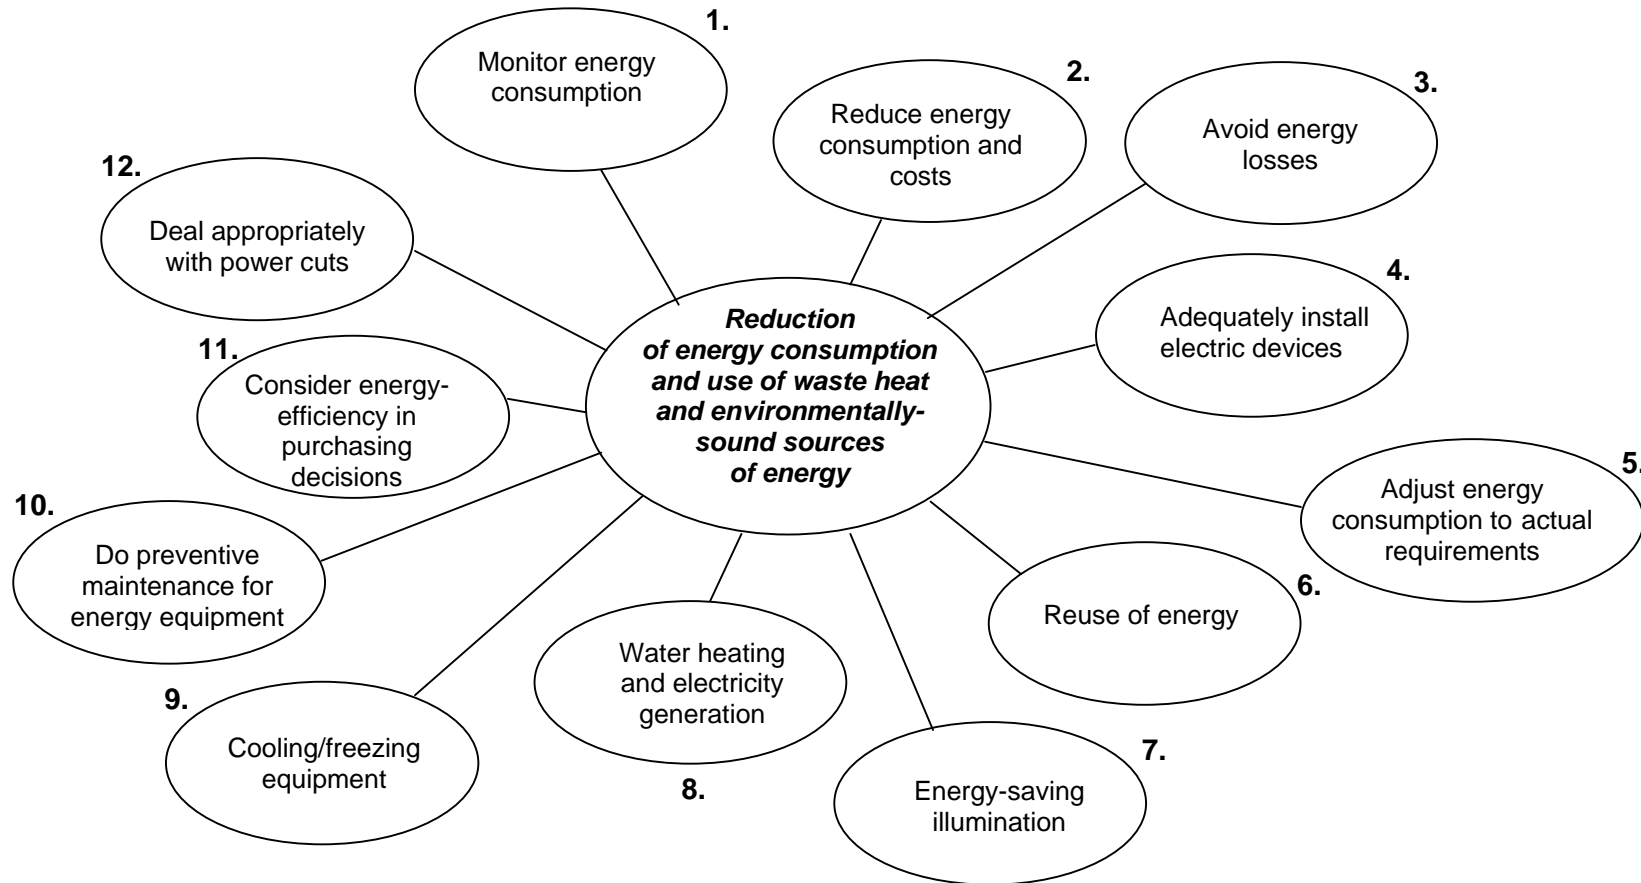 1.
Monitor energy
consumption
2.
Reduce energy
consumption and
costs
3.
Avoid energy
losses
12.
Deal appropriately
with power cuts
4.
Adequately install
electric devices
Reduction
of energy consumption
and use of waste heat
and environmentally-
sound sources
of energy
11.
Consider energy-
efficiency in
purchasing
decisions
5.
Adjust energy
consumption to actual
requirements
10.
Do preventive
maintenance for
energy equipment
6.
Reuse of energy
9.
Cooling/freezing
equipment
Water heating
and electricity
generation
8.
7.
Energy-saving
illumination